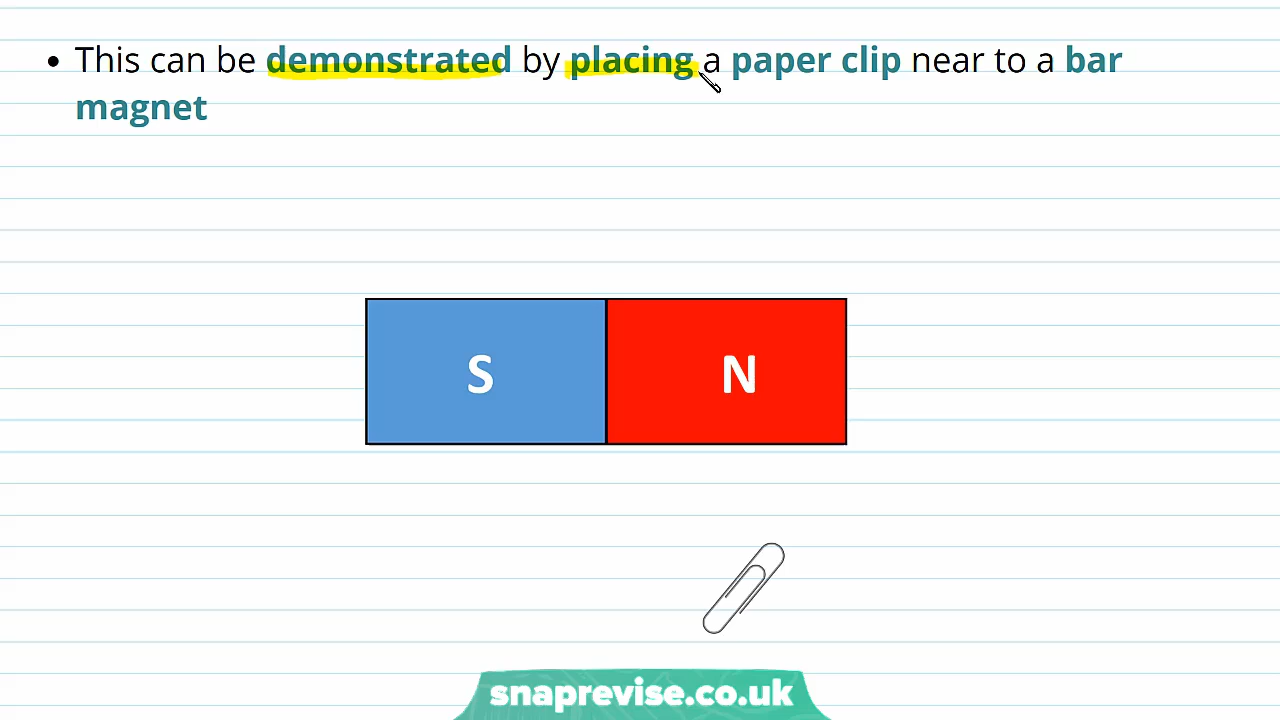 • This can be demonstrated by placing a paper clip near to a bar
magnet
S N
snaprevise.co.uk